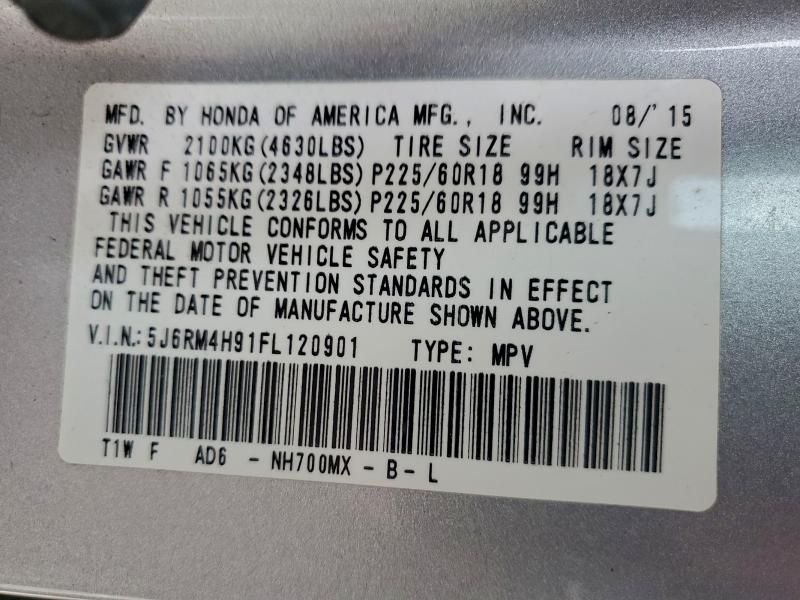 MFD. BY HONDA OF AMERICA MFG., INC. 08/'15
GVWR 2100KG(4630LBS) TIRE SIZE RIM SIZE
GAWR F 1065KG(2348LBS) P225/60R18 99H 18X7J
GAWR R 1055KG(2326LBS) P225/60R18 99H 18X7J
THIS VEHICLE CONFORMS TO ALL APPLICABLE
FEDERAL MOTOR VEHICLE SAFETY
AND THEFT PREVENTION STANDARDS IN EFFECT
ON THE DATE OF MANUFACTURE SHOWN ABOVE.
V.I.N.:5J6RM4H91FL120901 TYPE: MPV
T1W F AD6 - NH700MX - B - L